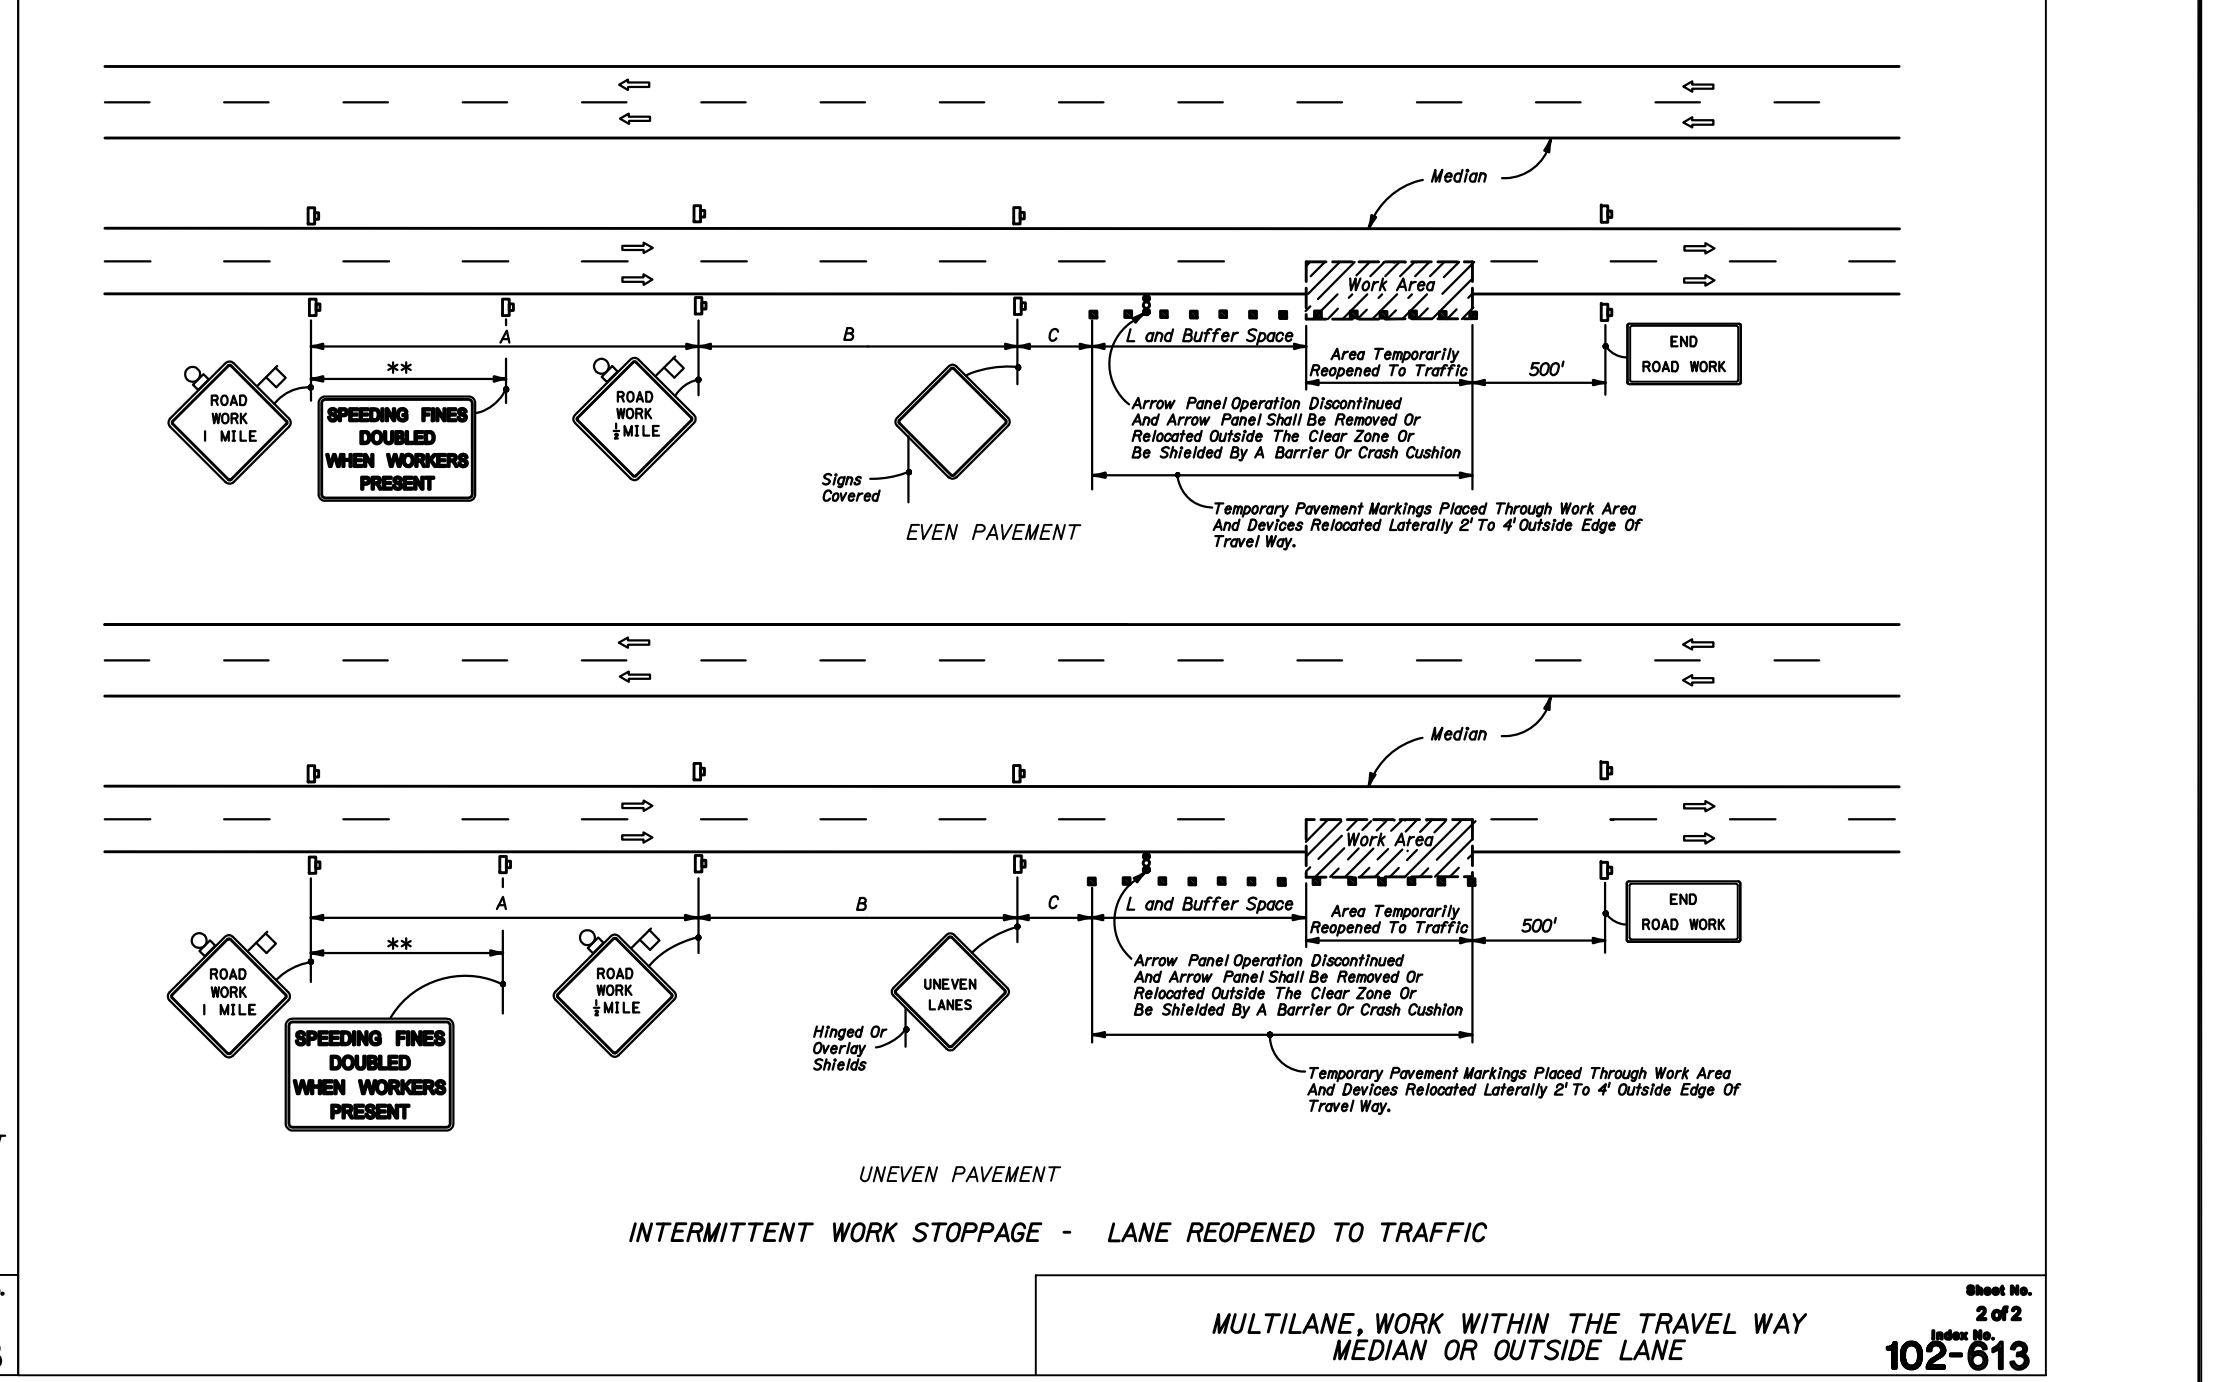 Median
Work Area
A
B
C
L and Buffer Space
**
Area Temporarily
Reopened To Traffic
500'
END
ROAD WORK
ROAD
WORK
1 MILE
SPEEDING FINES
DOUBLED
WHEN WORKERS
PRESENT
ROAD
WORK
½ MILE
Signs
Covered
Arrow Panel Operation Discontinued
And Arrow Panel Shall Be Removed Or
Relocated Outside The Clear Zone Or
Be Shielded By A Barrier Or Crash Cushion
Temporary Pavement Markings Placed Through Work Area
And Devices Relocated Laterally 2' To 4' Outside Edge Of
Travel Way.
EVEN PAVEMENT
Median
Work Area
A
B
C
L and Buffer Space
**
Area Temporarily
Reopened To Traffic
500'
END
ROAD WORK
ROAD
WORK
1 MILE
SPEEDING FINES
DOUBLED
WHEN WORKERS
PRESENT
ROAD
WORK
½ MILE
UNEVEN
LANES
Hinged Or
Overlay
Shields
Arrow Panel Operation Discontinued
And Arrow Panel Shall Be Removed Or
Relocated Outside The Clear Zone Or
Be Shielded By A Barrier Or Crash Cushion
Temporary Pavement Markings Placed Through Work Area
And Devices Relocated Laterally 2' To 4' Outside Edge Of
Travel Way.
UNEVEN PAVEMENT
INTERMITTENT WORK STOPPAGE - LANE REOPENED TO TRAFFIC
MULTILANE, WORK WITHIN THE TRAVEL WAY
MEDIAN OR OUTSIDE LANE
Sheet No.
2 of 2
Index No.
102-613